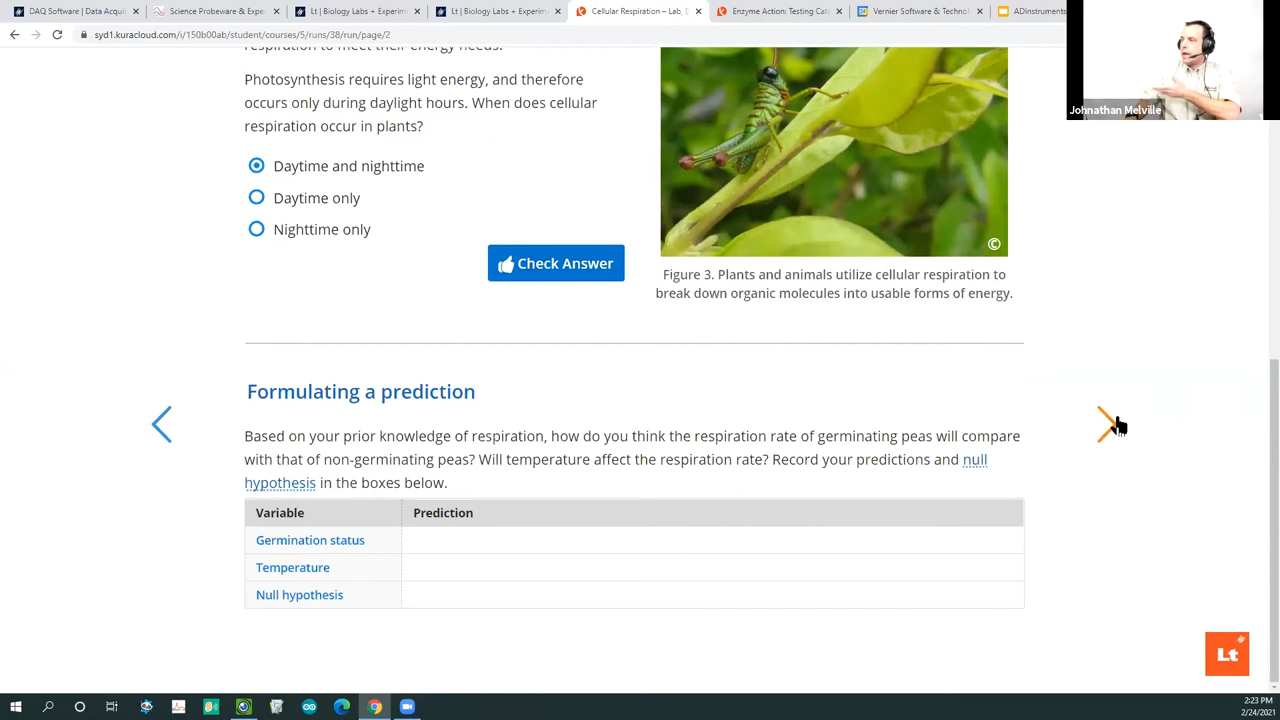 DAQ Software | Data Acqui
Science Probeware & Expe
Lt | Biology Labs + Experim
Lt | Biology Labs + Experim
Cellular Respiration – Lab, E
Enzyme Action: Testing Cata
Vernier Software & Technol
ADInstruments
syd1.kuracloud.com/i/150b00ab/student/courses/5/runs/38/run/page/2
Johnathan Melville
respiration to meet their energy needs.
Photosynthesis requires light energy, and therefore
occurs only during daylight hours. When does cellular
respiration occur in plants?
Daytime and nighttime
Daytime only
Nighttime only
Check Answer
©
Figure 3. Plants and animals utilize cellular respiration to
break down organic molecules into usable forms of energy.
Formulating a prediction
Based on your prior knowledge of respiration, how do you think the respiration rate of germinating peas will compare
with that of non-germinating peas? Will temperature affect the respiration rate? Record your predictions and null
hypothesis in the boxes below.
Variable Prediction
Germination status
Temperature
Null hypothesis
Lt
2:23 PM
2/24/2021